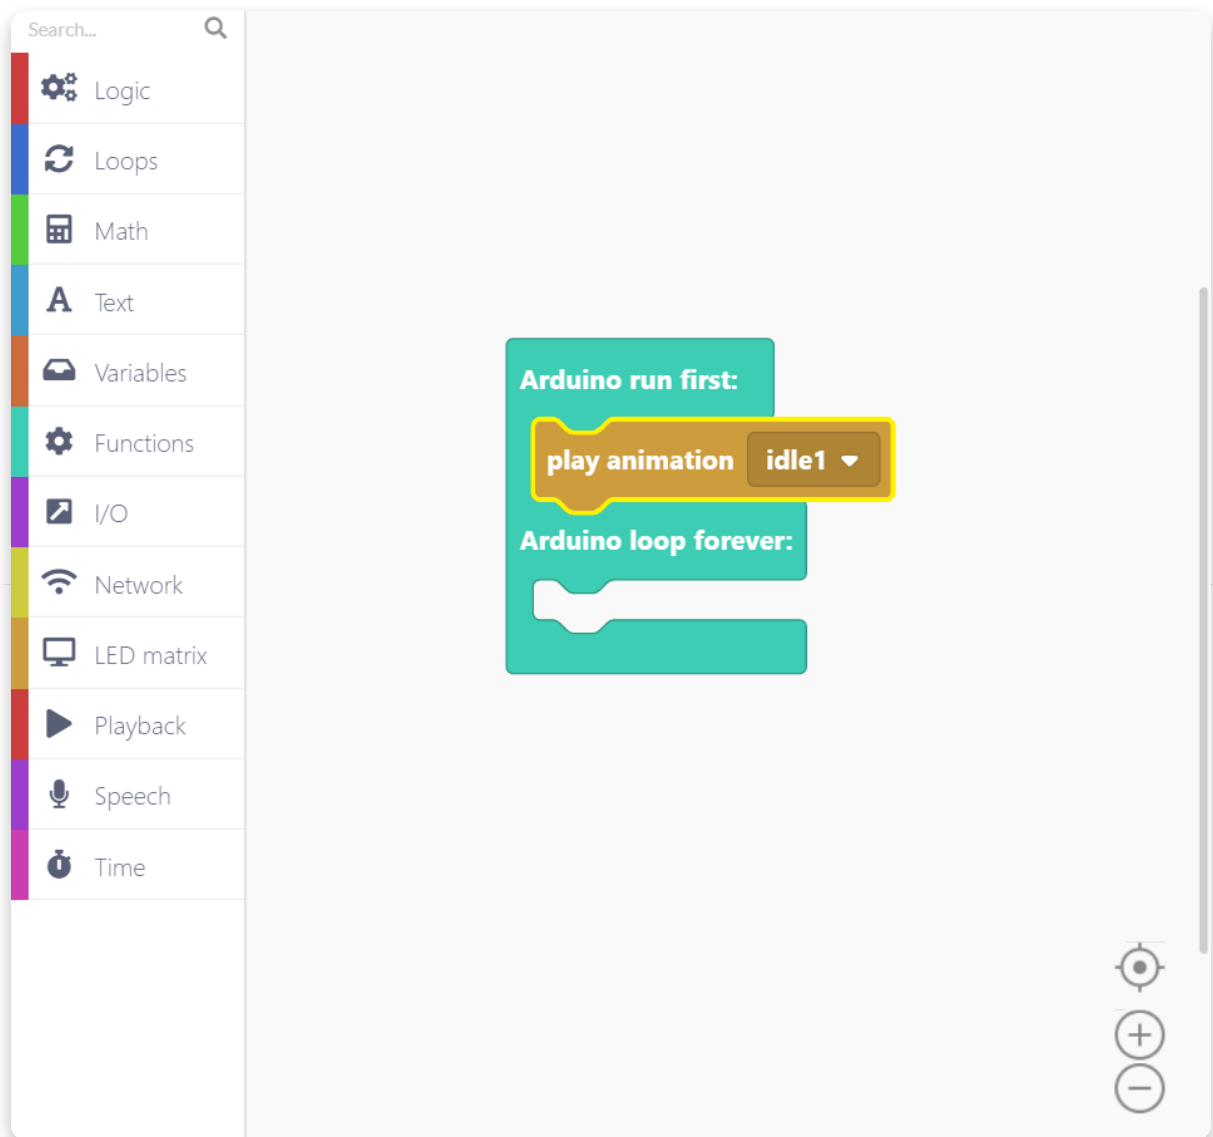 Search...
Logic
Loops
Math
Text
Variables
Functions
I/O
Network
LED matrix
Playback
Speech
Time
Arduino run first:
play animation idle1
Arduino loop forever: